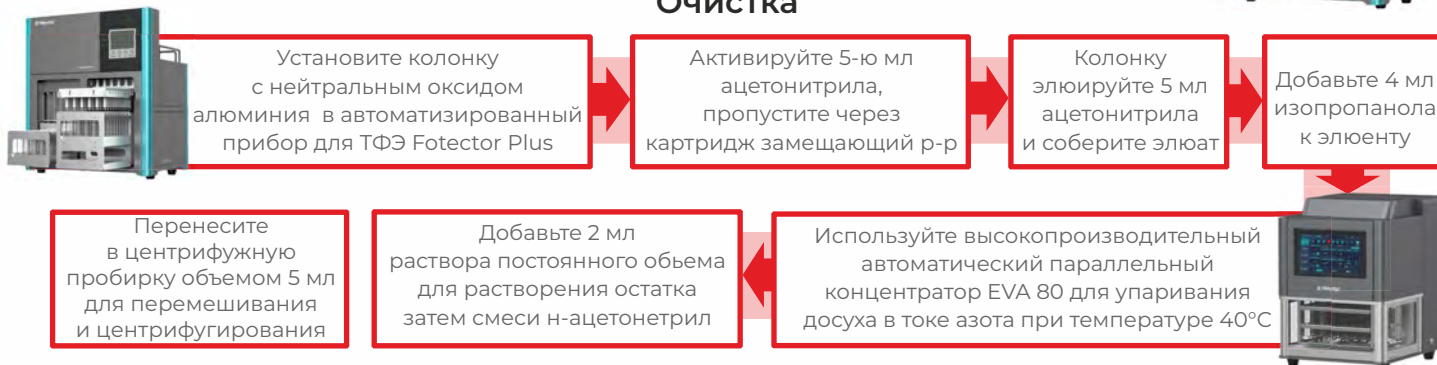 Очистка
Установите колонку
с нейтральным оксидом
алюминия в автоматизированный
прибор для ТФЭ Fotector Plus
Активируйте 5-ю мл
ацетонитрила,
пропустите через
картридж замещающий р-р
Колонку
элюируйте 5 мл
ацетонитрила
и соберите элюат
Добавьте 4 мл
изопропанола
к элюенту
Используйте высокопроизводительный
автоматический параллельный
концентратор EVA 80 для упаривания
досуха в токе азота при температуре 40°C
Добавьте 2 мл
раствора постоянного обьема
для растворения остатка
затем смеси н-ацетонетрил
Перенесите
в центрифужную
пробирку объемом 5 мл
для перемешивания
и центрифугирования